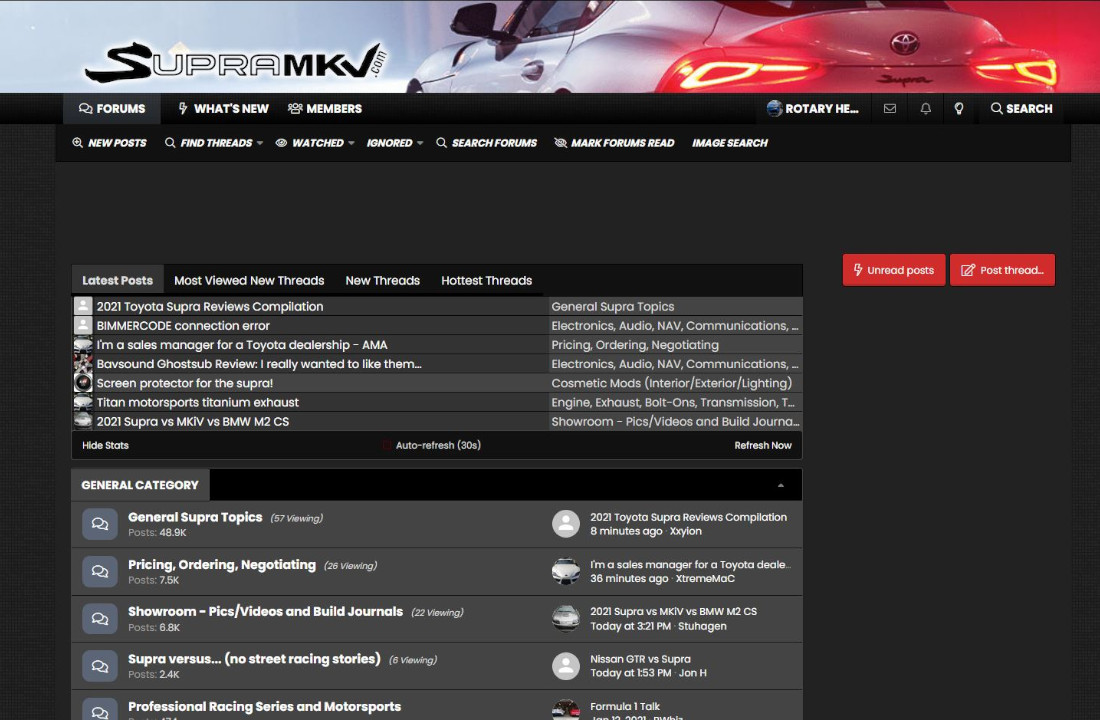 SUPRAMKV.com
Supra
FORUMS
WHAT'S NEW
MEMBERS
ROTARY HE...
SEARCH
NEW POSTS
FIND THREADS
WATCHED
IGNORED
SEARCH FORUMS
MARK FORUMS READ
IMAGE SEARCH
Unread posts
Post thread...
Latest Posts
Most Viewed New Threads
New Threads
Hottest Threads
2021 Toyota Supra Reviews Compilation
General Supra Topics
BIMMERCODE connection error
Electronics, Audio, NAV, Communications, ...
I'm a sales manager for a Toyota dealership - AMA
Pricing, Ordering, Negotiating
Bavsound Ghostsub Review: I really wanted to like them...
Electronics, Audio, NAV, Communications, ...
Screen protector for the supra!
Cosmetic Mods (Interior/Exterior/Lighting)
Titan motorsports titanium exhaust
Engine, Exhaust, Bolt-Ons, Transmission, T...
2021 Supra vs MKiV vs BMW M2 CS
Showroom - Pics/Videos and Build Journa...
Hide Stats
Auto-refresh (30s)
Refresh Now
GENERAL CATEGORY
General Supra Topics (57 Viewing)
Posts: 48.9K
2021 Toyota Supra Reviews Compilation
8 minutes ago · Xxyion
Pricing, Ordering, Negotiating (26 Viewing)
Posts: 7.5K
I'm a sales manager for a Toyota deale...
36 minutes ago · XtremeMaC
Showroom - Pics/Videos and Build Journals (22 Viewing)
Posts: 6.8K
2021 Supra vs MKiV vs BMW M2 CS
Today at 3:21 PM · Stuhagen
Supra versus... (no street racing stories) (6 Viewing)
Posts: 2.4K
Nissan GTR vs Supra
Today at 1:53 PM · Jon H
Professional Racing Series and Motorsports
Formula 1 Talk